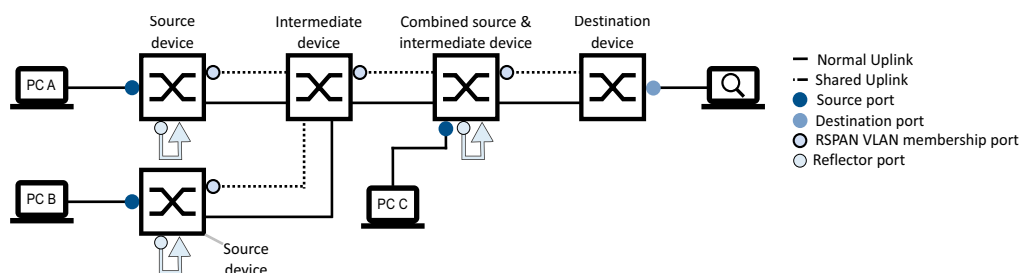 Source
device
Intermediate
device
Combined source &
intermediate device
Destination
device
PC A
PC B
PC C
Source
device
Normal Uplink
Shared Uplink
Source port
Destination port
RSPAN VLAN membership port
Reflector port